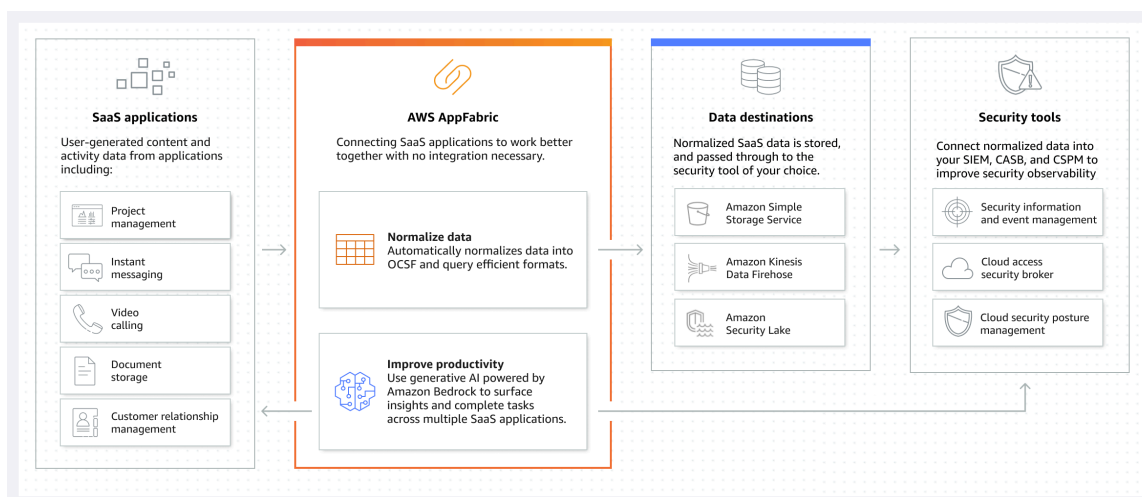 SaaS applications
User-generated content and
activity data from applications
including:
Project
management
Instant
messaging
Video
calling
Document
storage
Customer relationship
management
AWS AppFabric
Connecting SaaS applications to work better
together with no integration necessary.
Normalize data
Automatically normalizes data into
OCSF and query efficient formats.
Improve productivity
Use generative AI powered by
Amazon Bedrock to surface
insights and complete tasks
across multiple SaaS applications.
Data destinations
Normalized SaaS data is stored,
and passed through to the
security tool of your choice.
Amazon Simple
Storage Service
Amazon Kinesis
Data Firehose
Amazon
Security Lake
Security tools
Connect normalized data into
your SIEM, CASB, and CSPM to
improve security observability
Security information
and event management
Cloud access
security broker
Cloud security posture
management